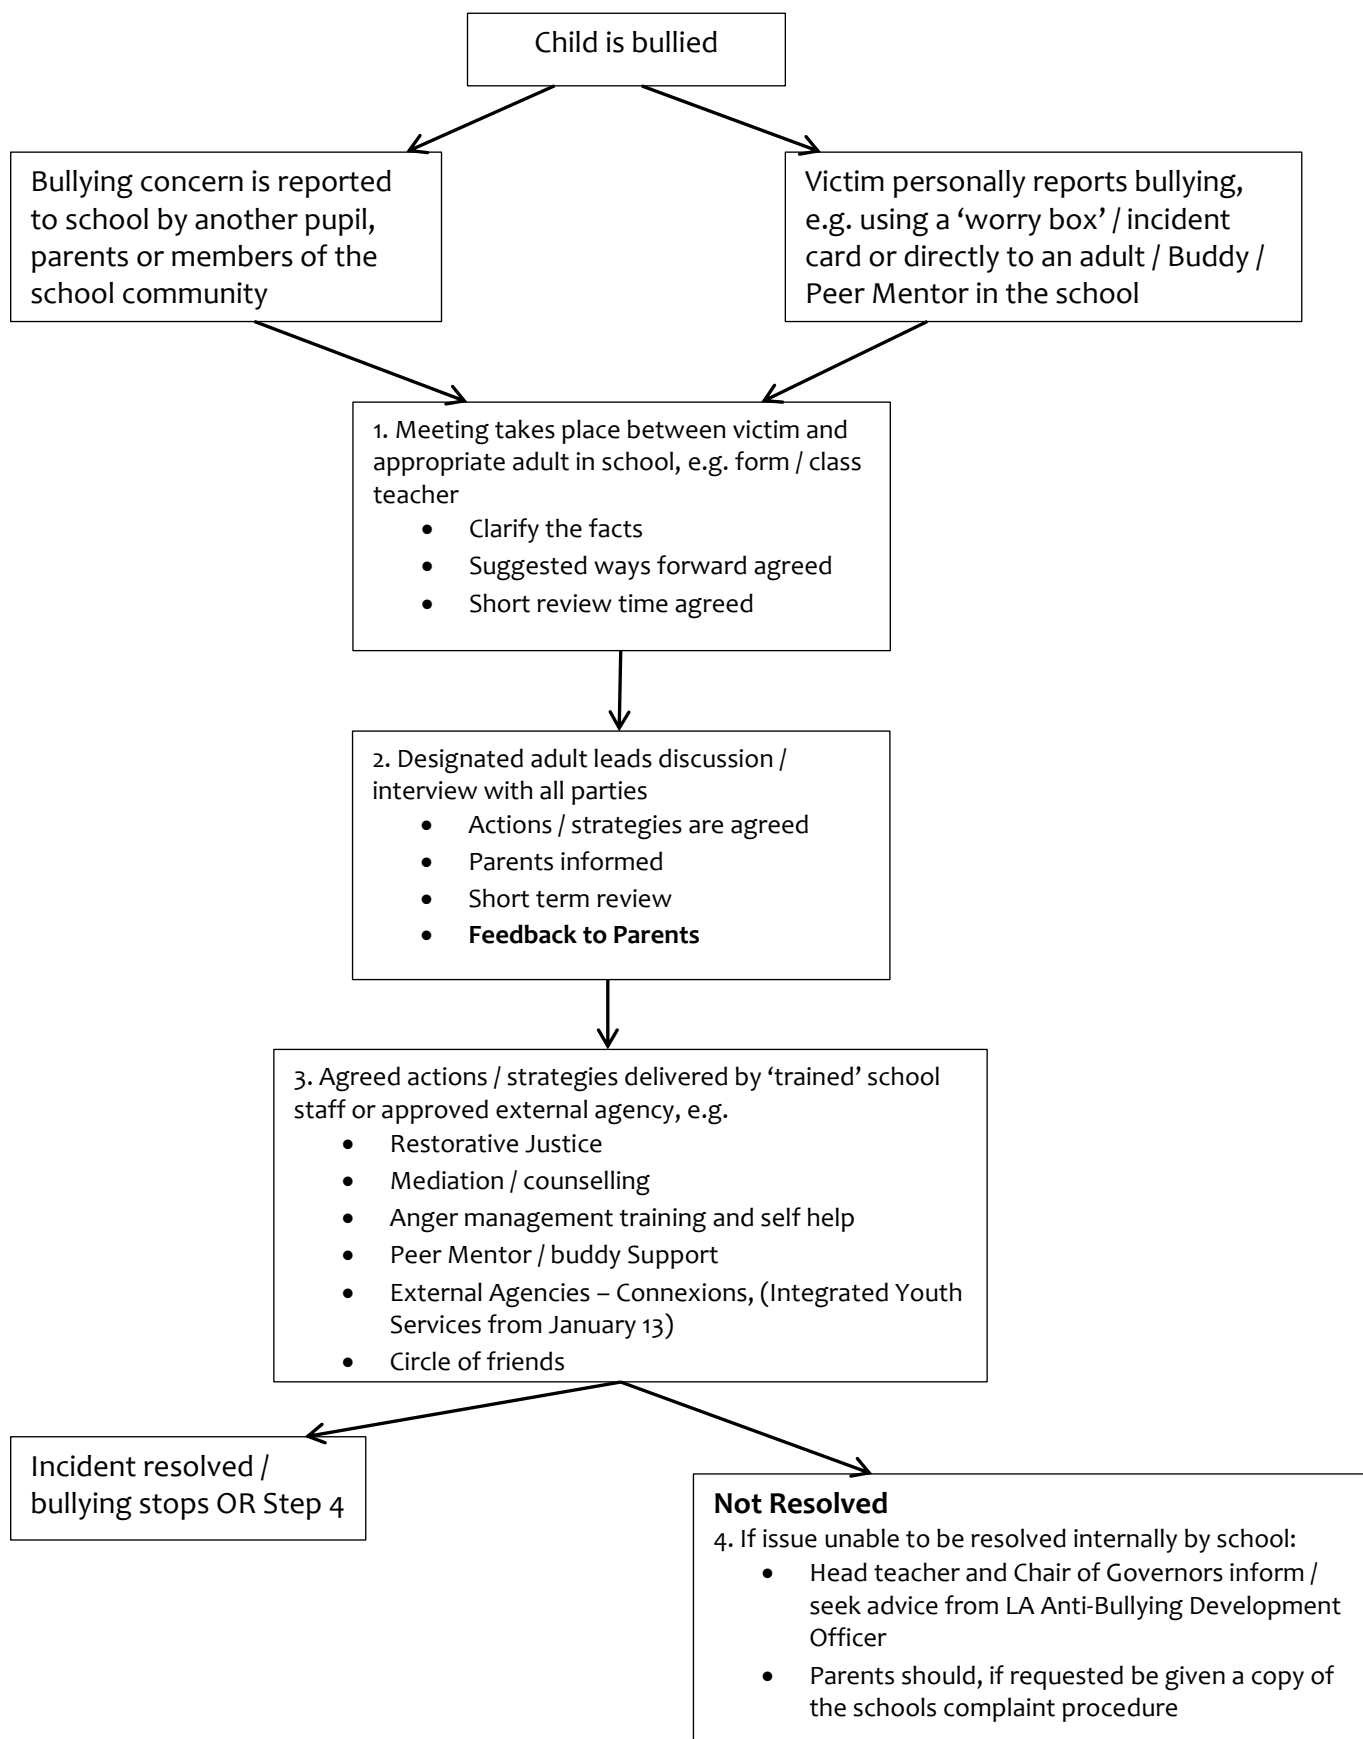 Child is bullied
Bullying concern is reported
to school by another pupil,
parents or members of the
school community
Victim personally reports bullying,
e.g. using a ‘worry box’ / incident
card or directly to an adult / Buddy /
Peer Mentor in the school
1. Meeting takes place between victim and
appropriate adult in school, e.g. form / class
teacher
• Clarify the facts
• Suggested ways forward agreed
• Short review time agreed
2. Designated adult leads discussion /
interview with all parties
• Actions / strategies are agreed
• Parents informed
• Short term review
• Feedback to Parents
3. Agreed actions / strategies delivered by ‘trained’ school
staff or approved external agency, e.g.
• Restorative Justice
• Mediation / counselling
• Anger management training and self help
• Peer Mentor / buddy Support
• External Agencies – Connexions, (Integrated Youth
Services from January 13)
• Circle of friends
Incident resolved /
bullying stops OR Step 4
Not Resolved
4. If issue unable to be resolved internally by school:
• Head teacher and Chair of Governors inform /
seek advice from LA Anti-Bullying Development
Officer
• Parents should, if requested be given a copy of
the schools complaint procedure